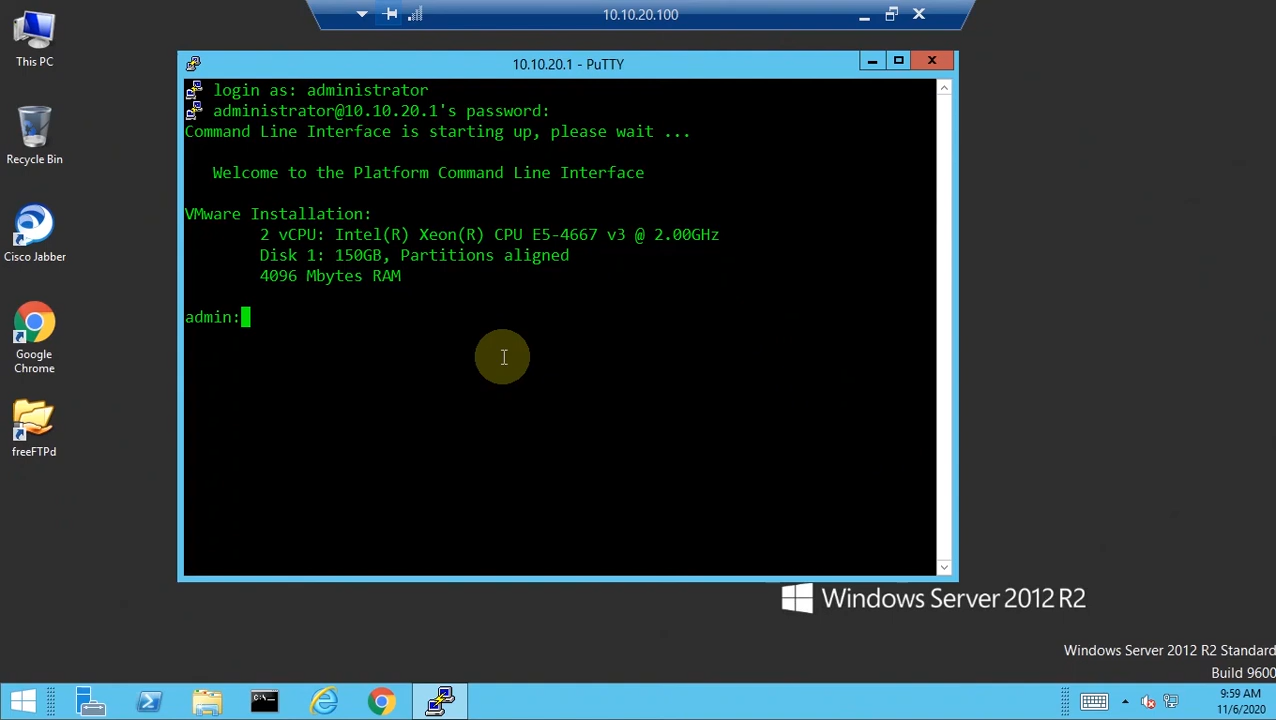 10.10.20.100
This PC
Recycle Bin
Cisco Jabber
Google
Chrome
freeFTPd
10.10.20.1 - PuTTY
login as: administrator
administrator@10.10.20.1's password:
Command Line Interface is starting up, please wait ...
Welcome to the Platform Command Line Interface
VMware Installation:
2 vCPU: Intel(R) Xeon(R) CPU E5-4667 v3 @ 2.00GHz
Disk 1: 150GB, Partitions aligned
4096 Mbytes RAM
admin:
Windows Server 2012 R2
Windows Server 2012 R2 Standard
Build 9600
9:59 AM
11/6/2020